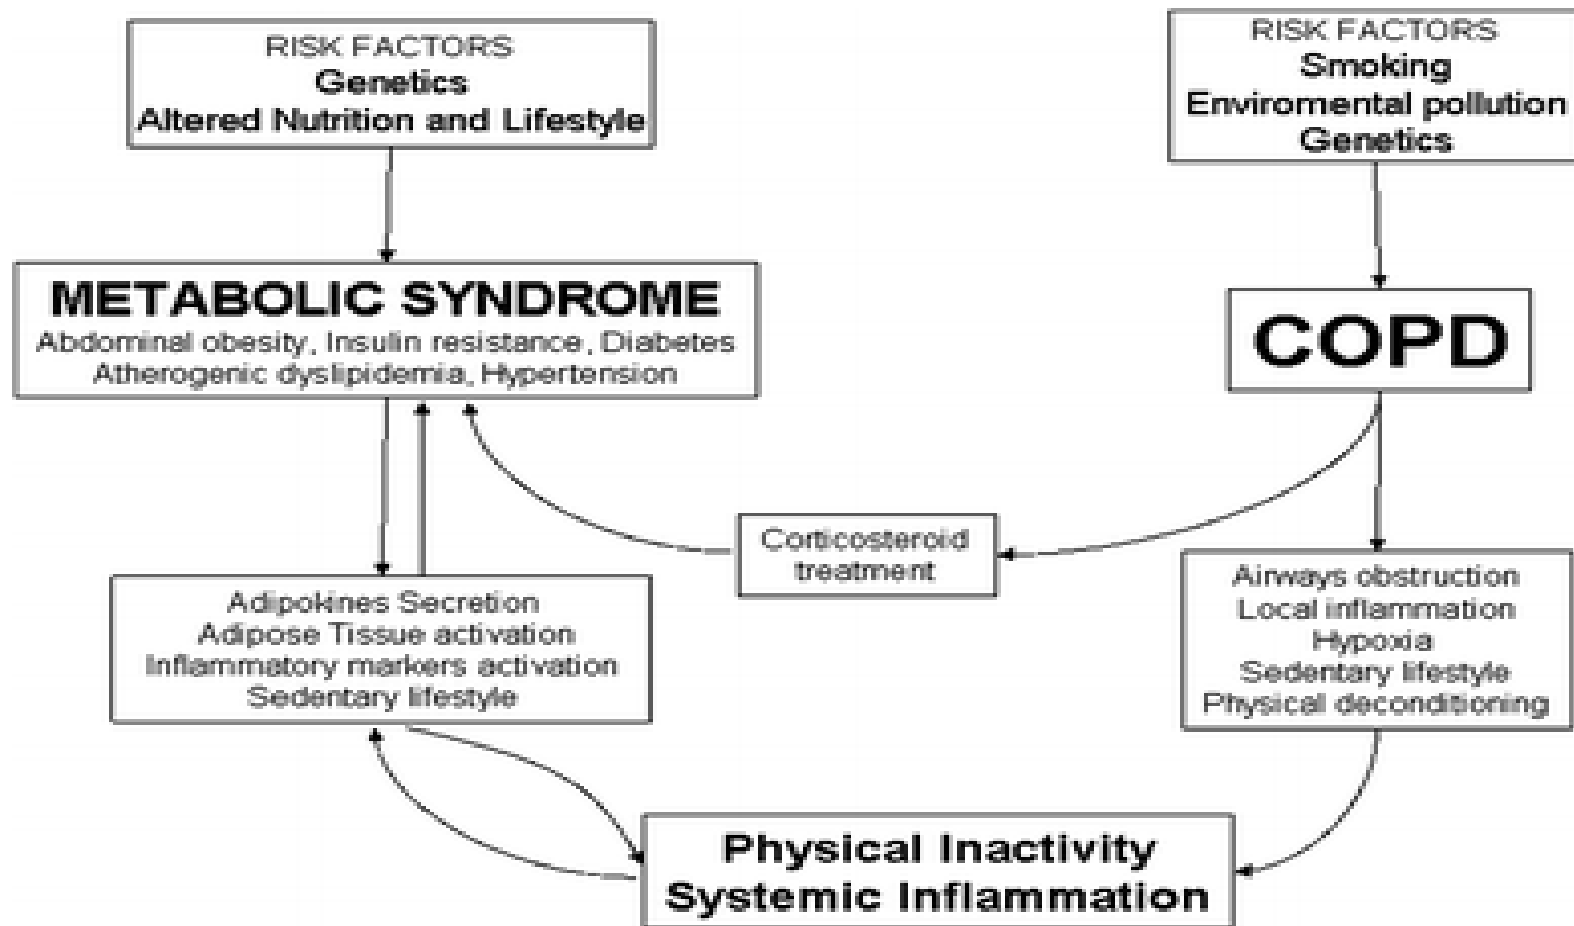 RISK FACTORS
Genetics
Altered Nutrition and Lifestyle
RISK FACTORS
Smoking
Enviromental pollution
Genetics
METABOLIC SYNDROME
Abdominal obesity, Insulin resistance, Diabetes
Atherogenic dyslipidemia, Hypertension
COPD
Corticosteroid
treatment
Adipokines Secretion
Adipose Tissue activation
Inflammatory markers activation
Sedentary lifestyle
Airways obstruction
Local inflammation
Hypoxia
Sedentary lifestyle
Physical deconditioning
Physical Inactivity
Systemic Inflammation